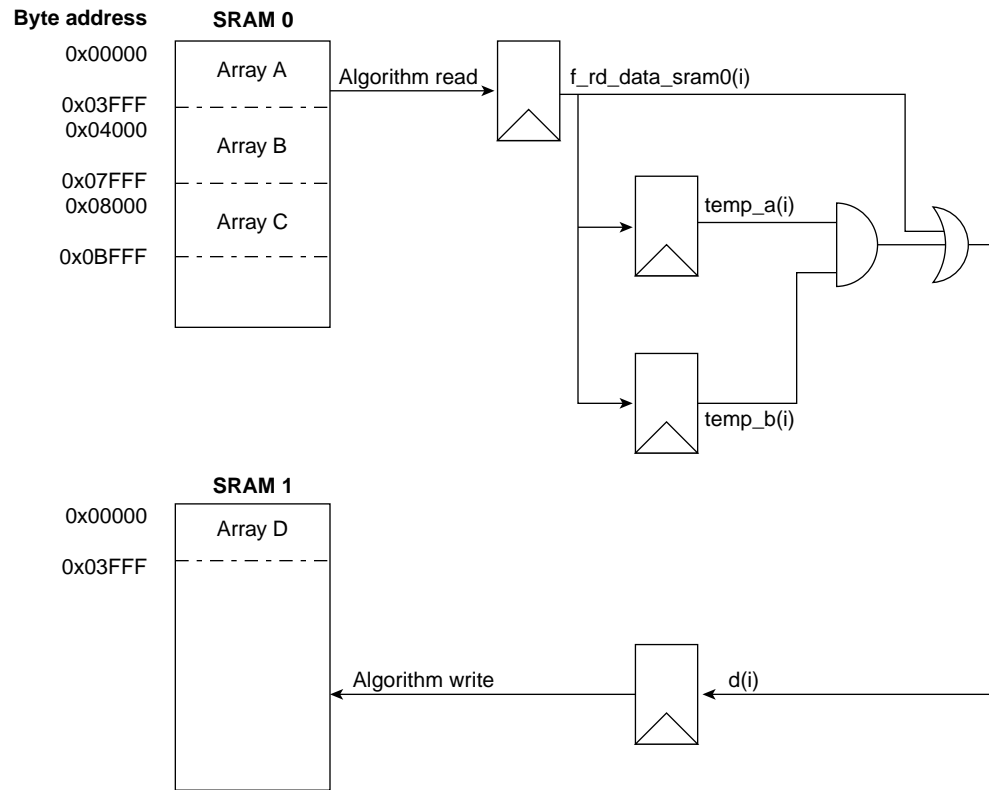 Byte address
SRAM 0
0x00000
Array A
Algorithm read
f_rd_data_sram0(i)
0x03FFF
0x04000
Array B
0x07FFF
temp_a(i)
0x08000
Array C
0x0BFFF
temp_b(i)
SRAM 1
0x00000
Array D
0x03FFF
Algorithm write
d(i)